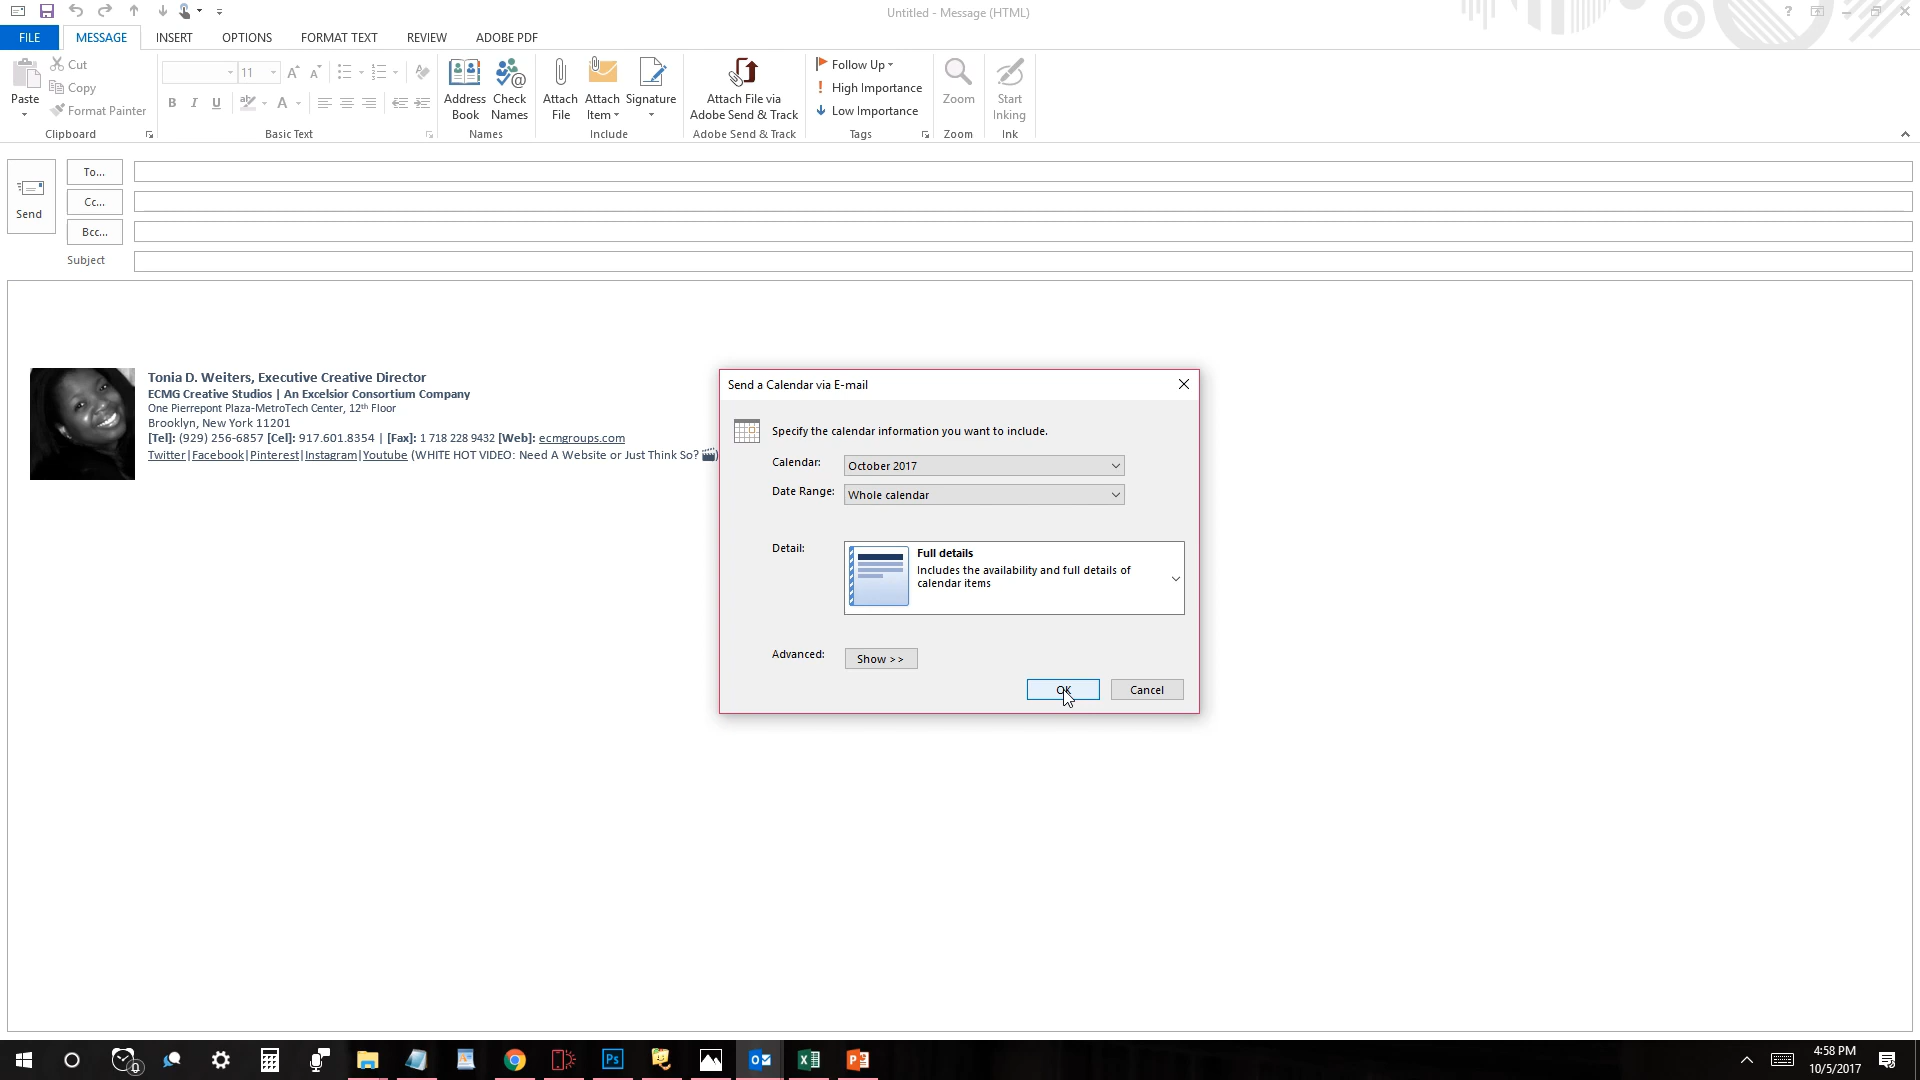 Untitled - Message (HTML)
?
FILE
MESSAGE
INSERT
OPTIONS
FORMAT TEXT
REVIEW
ADOBE PDF
Paste
Cut
Copy
Format Painter
Clipboard
11
B I U
Basic Text
Address Book
Check Names
Names
Attach File
Attach Item
Signature
Include
Attach File via
Adobe Send & Track
Adobe Send & Track
Follow Up
High Importance
Low Importance
Tags
Zoom
Zoom
Start Inking
Ink
Send
To...
Cc...
Bcc...
Subject
Tonia D. Weiters, Executive Creative Director
ECMG Creative Studios | An Excelsior Consortium Company
One Pierrepont Plaza-MetroTech Center, 12th Floor
Brooklyn, New York 11201
[Tel]: (929) 256-6857 [Cel]: 917.601.8354 | [Fax]: 1 718 228 9432 [Web]: ecmgroups.com
Twitter|Facebook|Pinterest|Instagram|Youtube (WHITE HOT VIDEO: Need A Website or Just Think So? )
Send a Calendar via E-mail
Specify the calendar information you want to include.
Calendar: October 2017
Date Range: Whole calendar
Detail: Full details
Includes the availability and full details of
calendar items
Advanced: Show >>
OK
Cancel
4:58 PM
10/5/2017